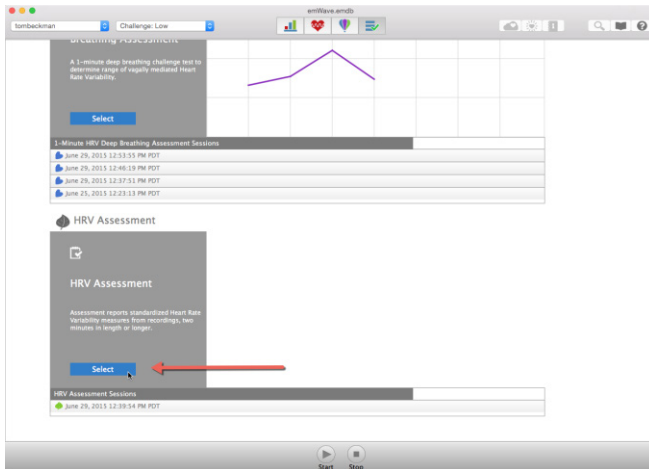 emWave.emdb
tombeckman
Challenge: Low
Breathing Assessment
A 1-minute deep breathing challenge test to
determine range of vagally mediated Heart
Rate Variability.
Select
1-Minute HRV Deep Breathing Assessment Sessions
June 29, 2015 12:53:55 PM PDT
June 29, 2015 12:46:19 PM PDT
June 29, 2015 12:37:51 PM PDT
June 25, 2015 12:23:13 PM PDT
HRV Assessment
HRV Assessment
Assessment reports standardized Heart Rate
Variability measures from recordings, two
minutes in length or longer.
Select
HRV Assessment Sessions
June 29, 2015 12:39:54 PM PDT
Start Stop